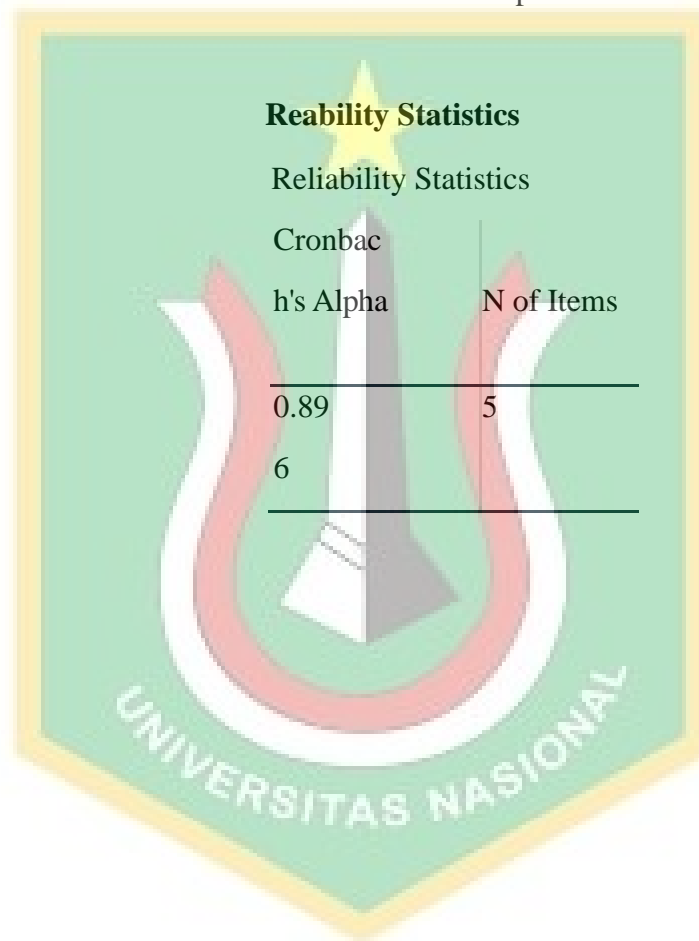 Reability Statistics
Reliability Statistics
Cronbac
h's Alpha N of Items
0.89 5
6
UNIVERSITAS NASIONAL